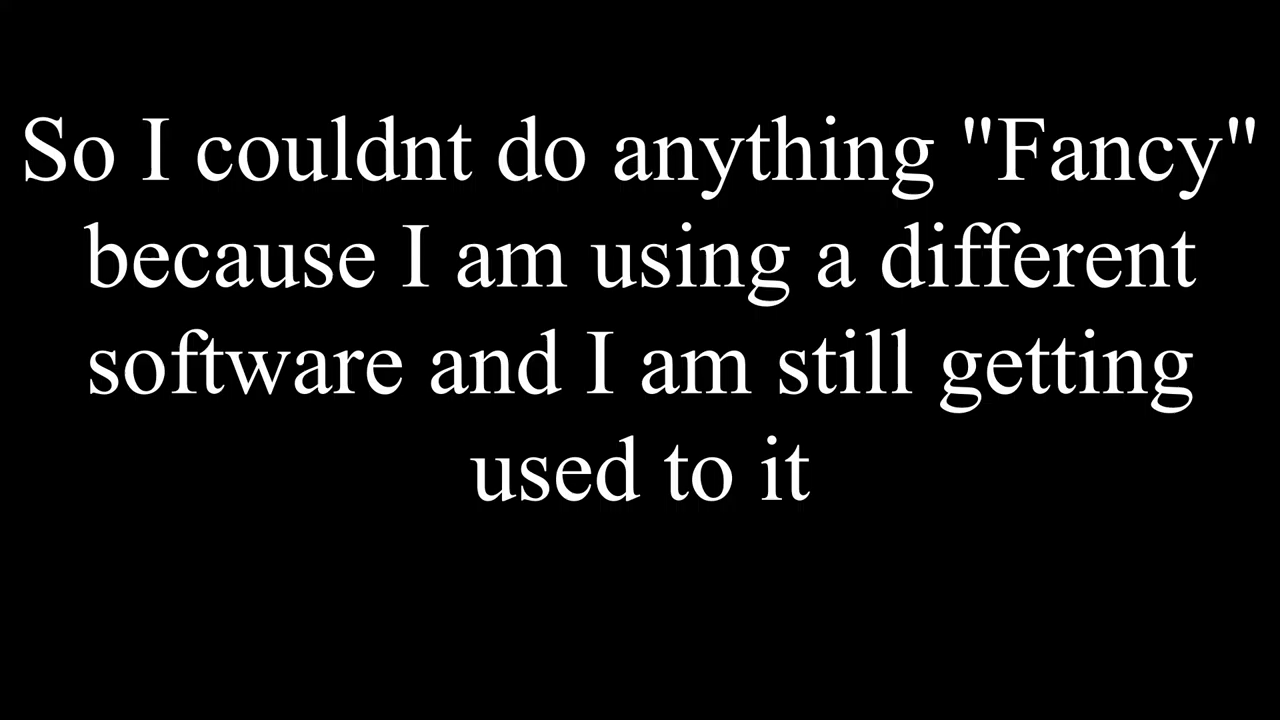 So I couldnt do anything "Fancy"
because I am using a different
software and I am still getting
used to it